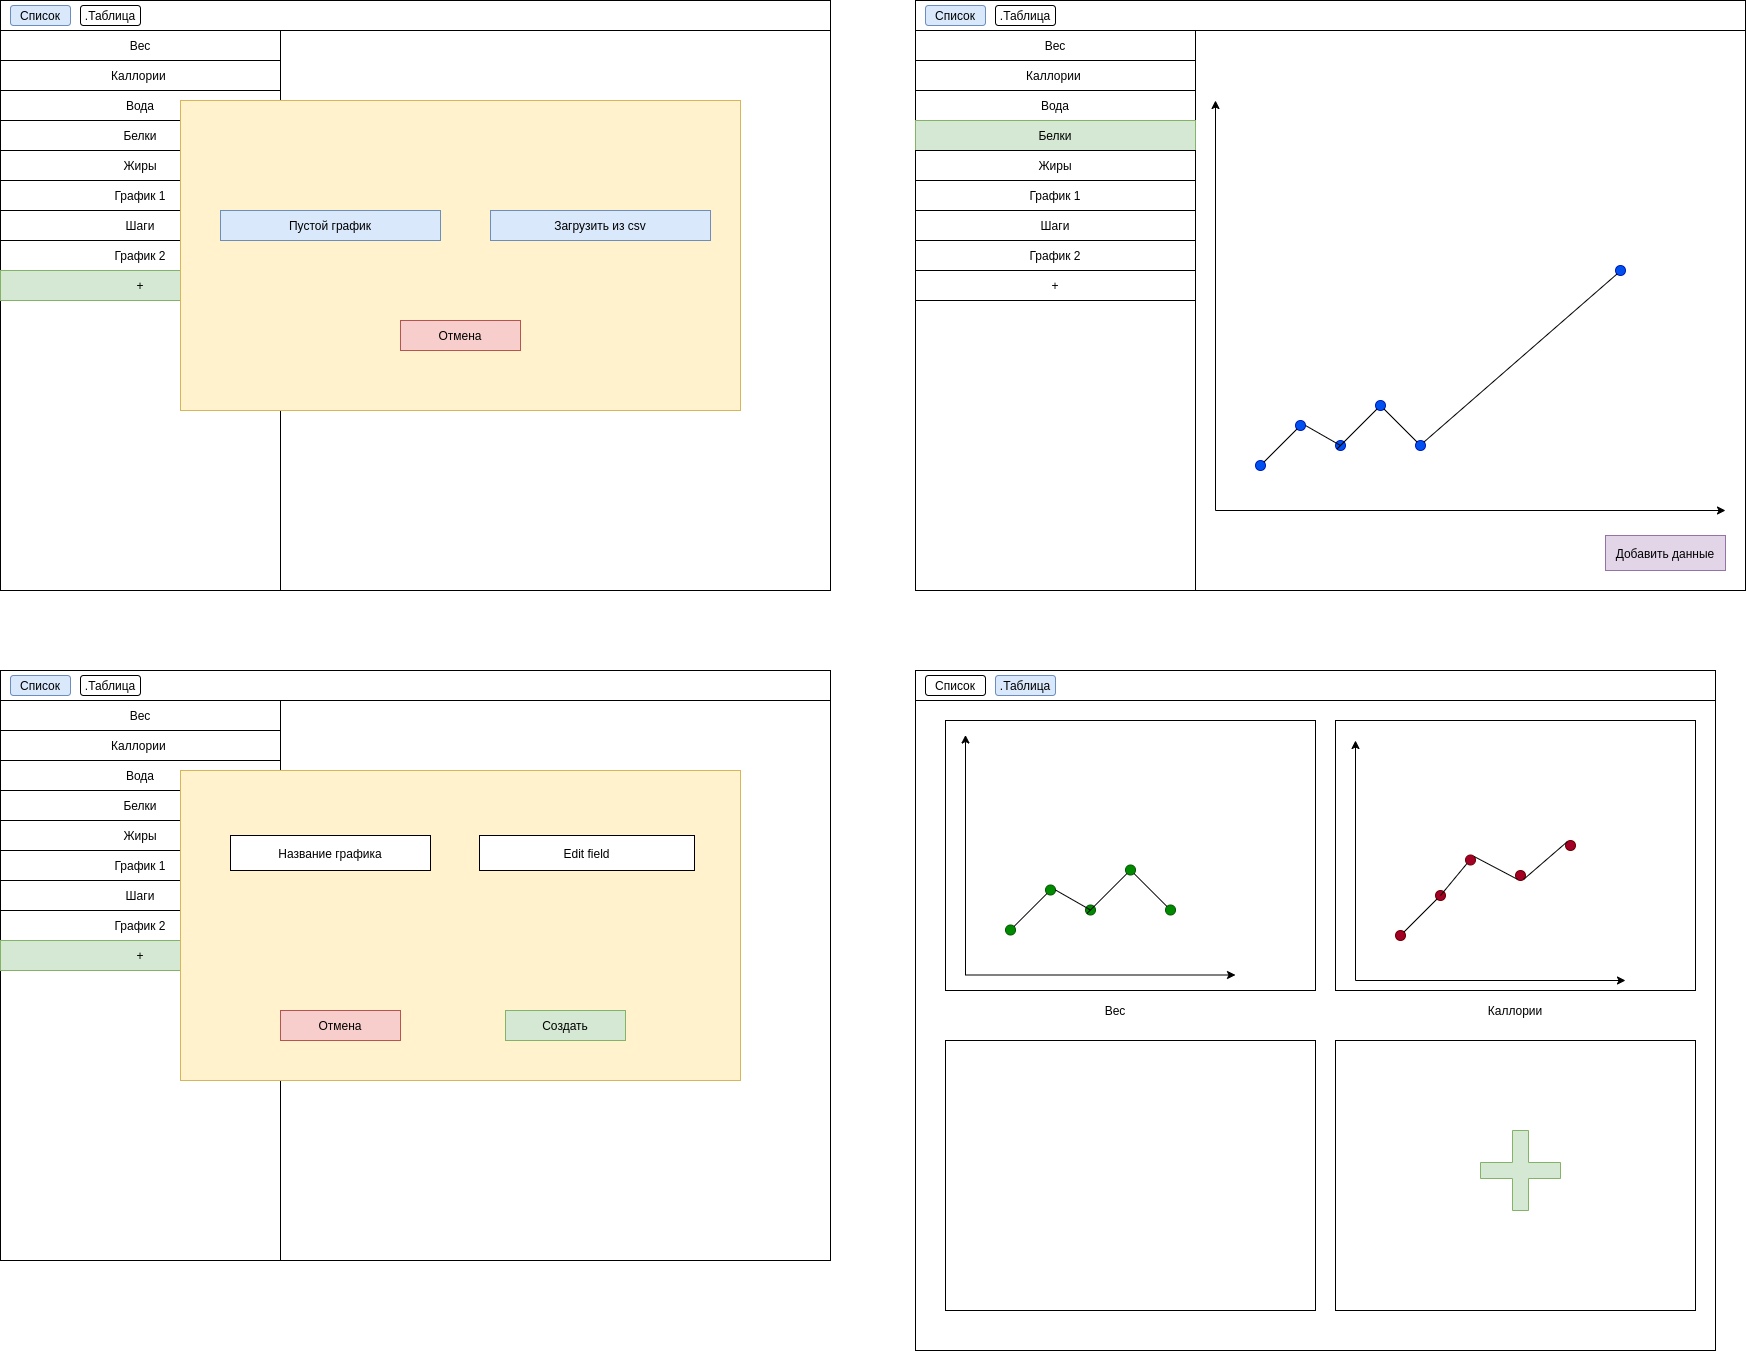 Список .Таблица
Вес
Каллории
Вода
Белки
Жиры
График 1
Шаги
График 2
+
Пустой график Загрузить из csv
Отмена
Список .Таблица
Вес
Каллории
Вода
Белки
Жиры
График 1
Шаги
График 2
+
Добавить данные
Список .Таблица
Вес
Каллории
Вода
Белки
Жиры
График 1
Шаги
График 2
+
Название графика Edit field
Отмена Создать
Список .Таблица
Вес Каллории